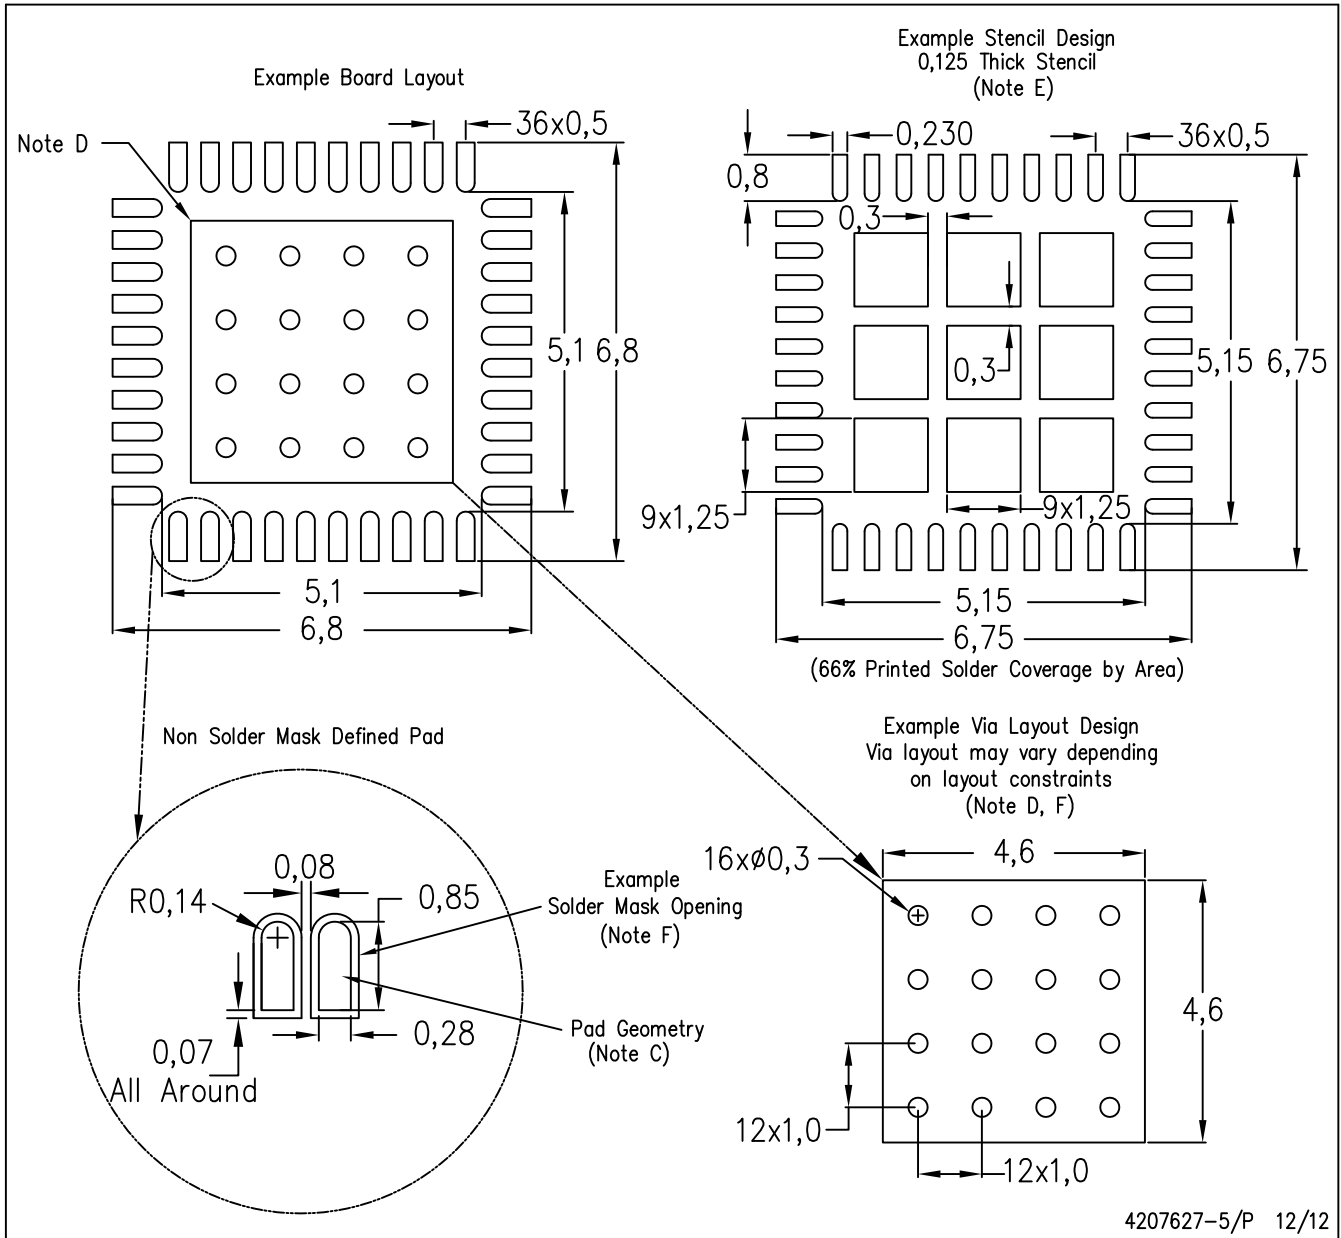 Example Board Layout
Note D
36x0,5
5,1
6,8
5,1
6,8
Example Stencil Design
0,125 Thick Stencil
(Note E)
0,230
36x0,5
0,8
0,3
0,3
5,15
6,75
9x1,25
9x1,25
5,15
6,75
(66% Printed Solder Coverage by Area)
Non Solder Mask Defined Pad
0,08
R0,14
0,85
Example
Solder Mask Opening
(Note F)
0,28
Pad Geometry
(Note C)
0,07
All Around
Example Via Layout Design
Via layout may vary depending
on layout constraints
(Note D, F)
16xø0,3
4,6
4,6
12x1,0
12x1,0
4207627-5/P 12/12